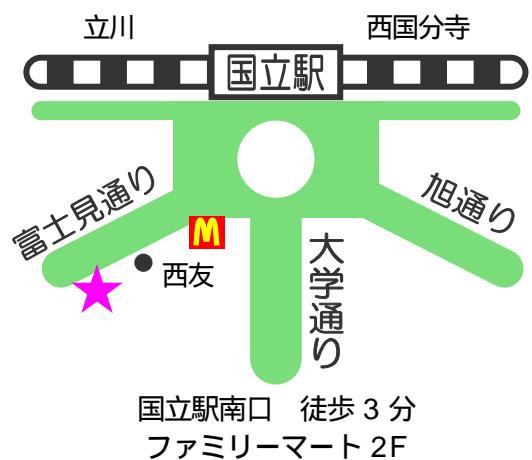 立川
西国分寺
国立駅
富士見通り
旭通り
M
西友
大学通り
国立駅南口　徒歩 3 分
ファミリーマート 2F